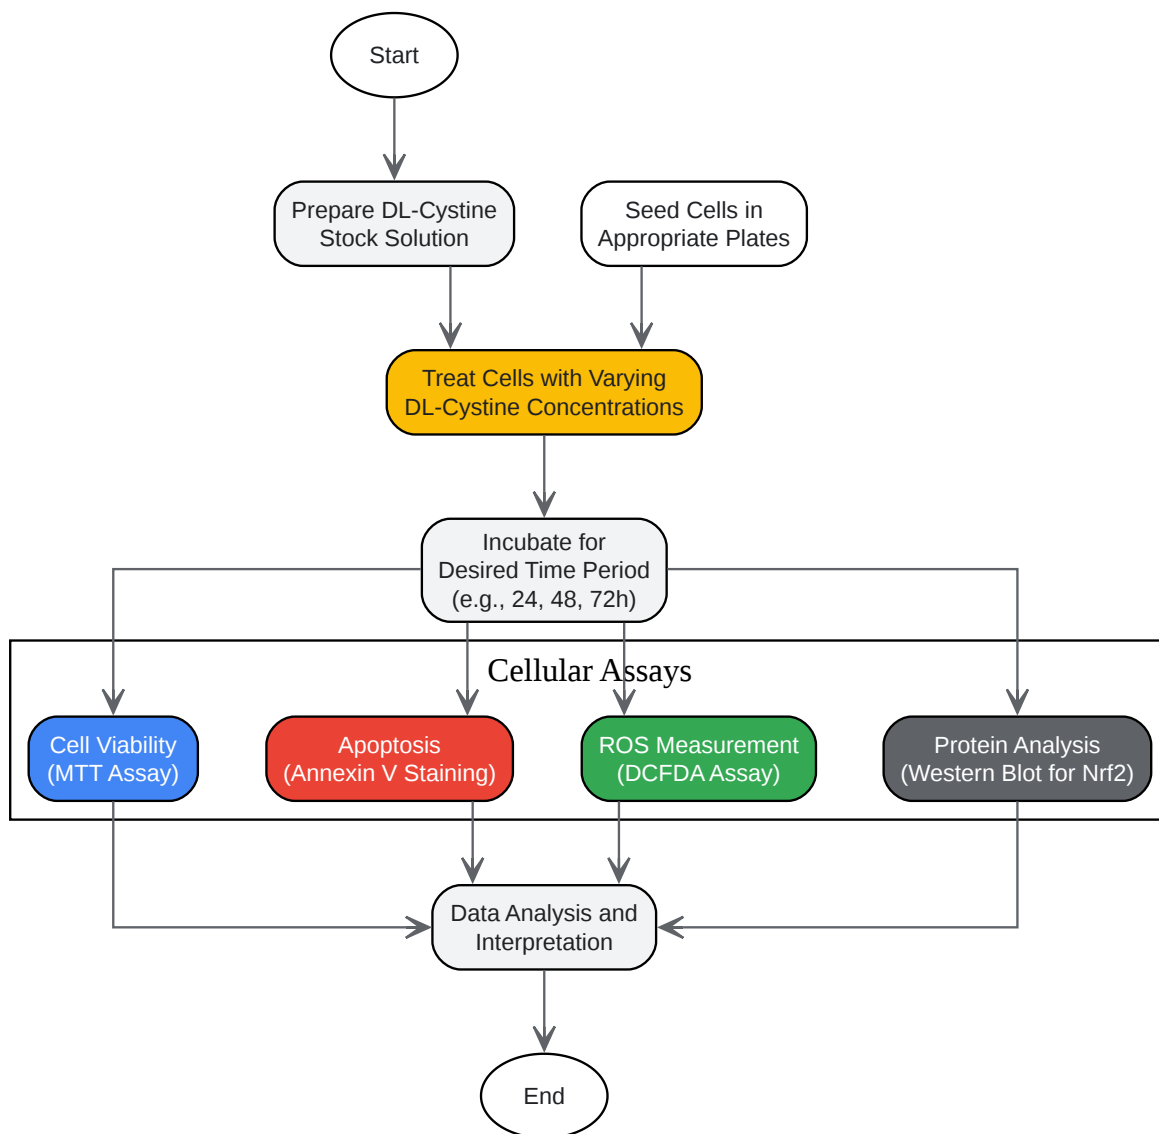 Start
Prepare DL-Cystine
Stock Solution
Seed Cells in
Appropriate Plates
Treat Cells with Varying
DL-Cystine Concentrations
Incubate for
Desired Time Period
(e.g., 24, 48, 72h)
Cellular Assays
Cell Viability
(MTT Assay)
Apoptosis
(Annexin V Staining)
ROS Measurement
(DCFDA Assay)
Protein Analysis
(Western Blot for Nrf2)
Data Analysis and
Interpretation
End